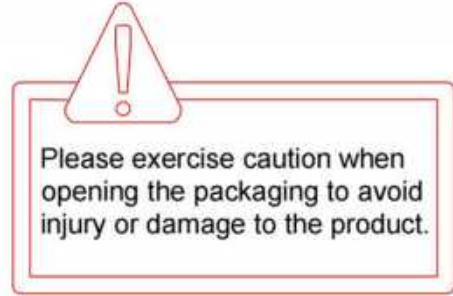 Please exercise caution when
opening the packaging to avoid
injury or damage to the product.